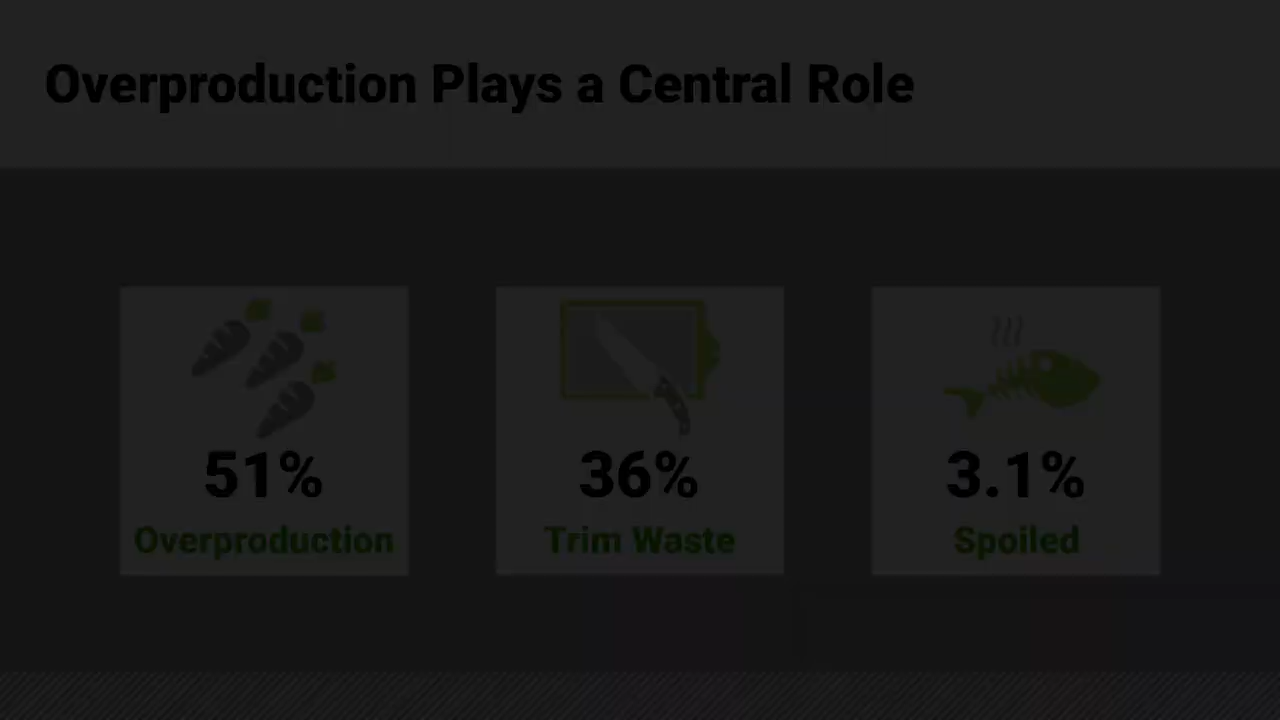 Overproduction Plays a Central Role
51%
Overproduction
36%
Trim Waste
3.1%
Spoiled